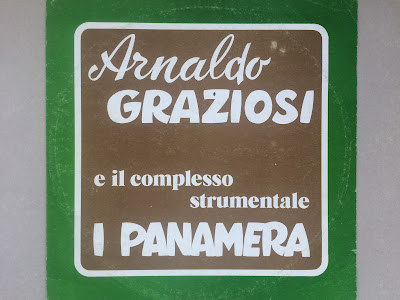 Arnaldo
GRAZIOSI
e il complesso
strumentale
I PANAMERA